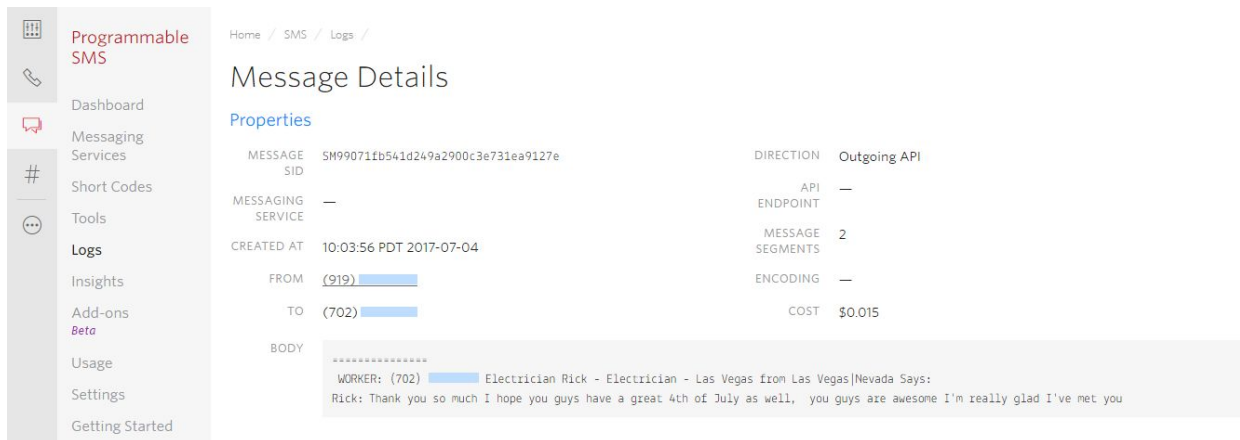 Programmable
SMS
Dashboard
Messaging
Services
Short Codes
Tools
Logs
Insights
Add-ons
Beta
Usage
Settings
Getting Started
Home / SMS / Logs /
Message Details
Properties
MESSAGE SID SM99071fb541d249a2900c3e731ea9127e
MESSAGING SERVICE —
CREATED AT 10:03:56 PDT 2017-07-04
FROM (919)
TO (702)
DIRECTION Outgoing API
API ENDPOINT —
MESSAGE SEGMENTS 2
ENCODING —
COST $0.015
BODY
===============
WORKER: (702) Electrician Rick - Electrician - Las Vegas from Las Vegas|Nevada Says:
Rick: Thank you so much I hope you guys have a great 4th of July as well, you guys are awesome I'm really glad I've met you